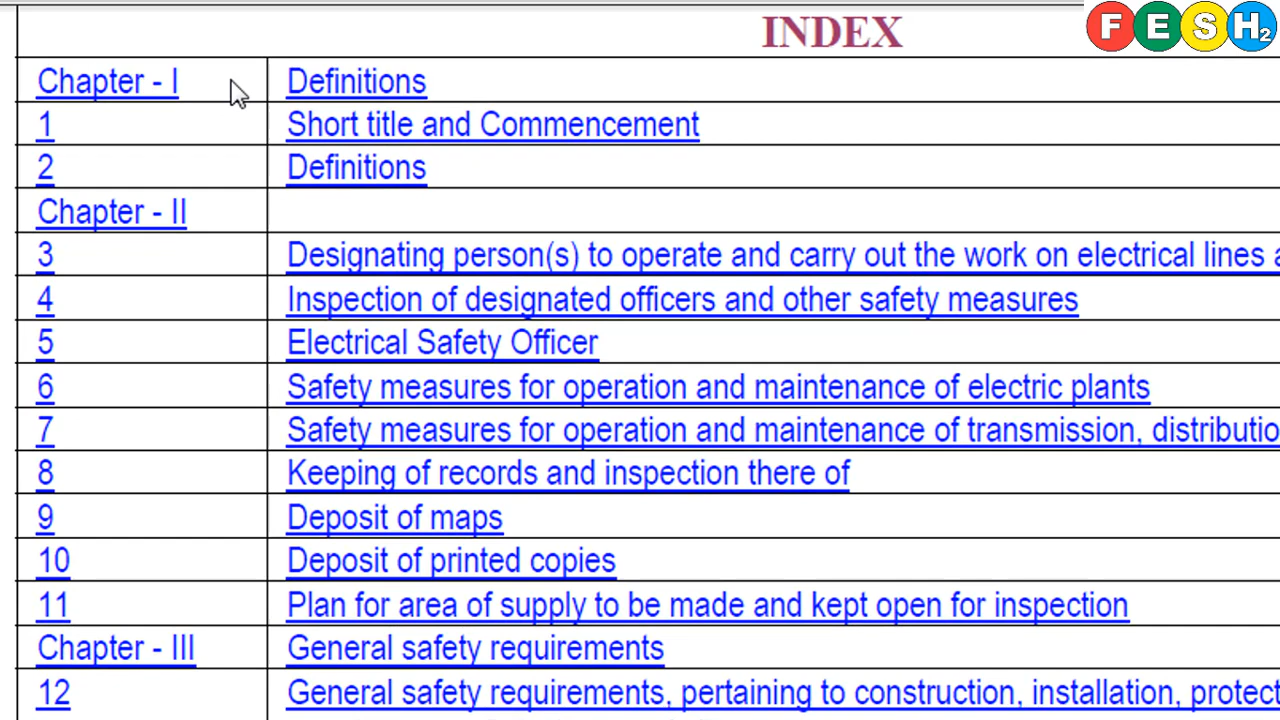 INDEX
F E S H2
Chapter - I Definitions
1 Short title and Commencement
2 Definitions
Chapter - II
3 Designating person(s) to operate and carry out the work on electrical lines
4 Inspection of designated officers and other safety measures
5 Electrical Safety Officer
6 Safety measures for operation and maintenance of electric plants
7 Safety measures for operation and maintenance of transmission, distributio
8 Keeping of records and inspection there of
9 Deposit of maps
10 Deposit of printed copies
11 Plan for area of supply to be made and kept open for inspection
Chapter - III General safety requirements
12 General safety requirements, pertaining to construction, installation, protect